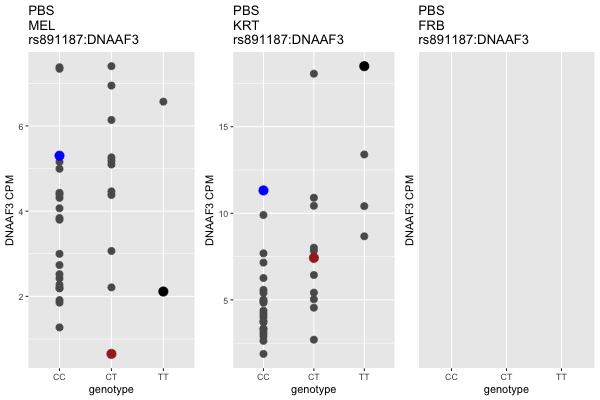 PBS
MEL
rs891187:DNAAF3
PBS
KRT
rs891187:DNAAF3
PBS
FRB
rs891187:DNAAF3
DNAAF3 CPM
6
4
2
CC CT TT
genotype
DNAAF3 CPM
15
10
5
CC CT TT
genotype
DNAAF3 CPM
CC CT TT
genotype